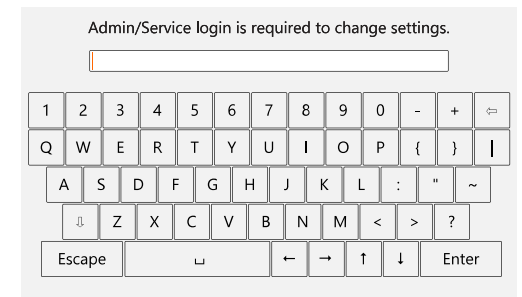 Admin/Service login is required to change settings.
1 2 3 4 5 6 7 8 9 0 - + ⇦
Q W E R T Y U I O P { } |
A S D F G H J K L : " ~
⇩ Z X C V B N M < > ?
Escape ␣ ← → ↑ ↓ Enter